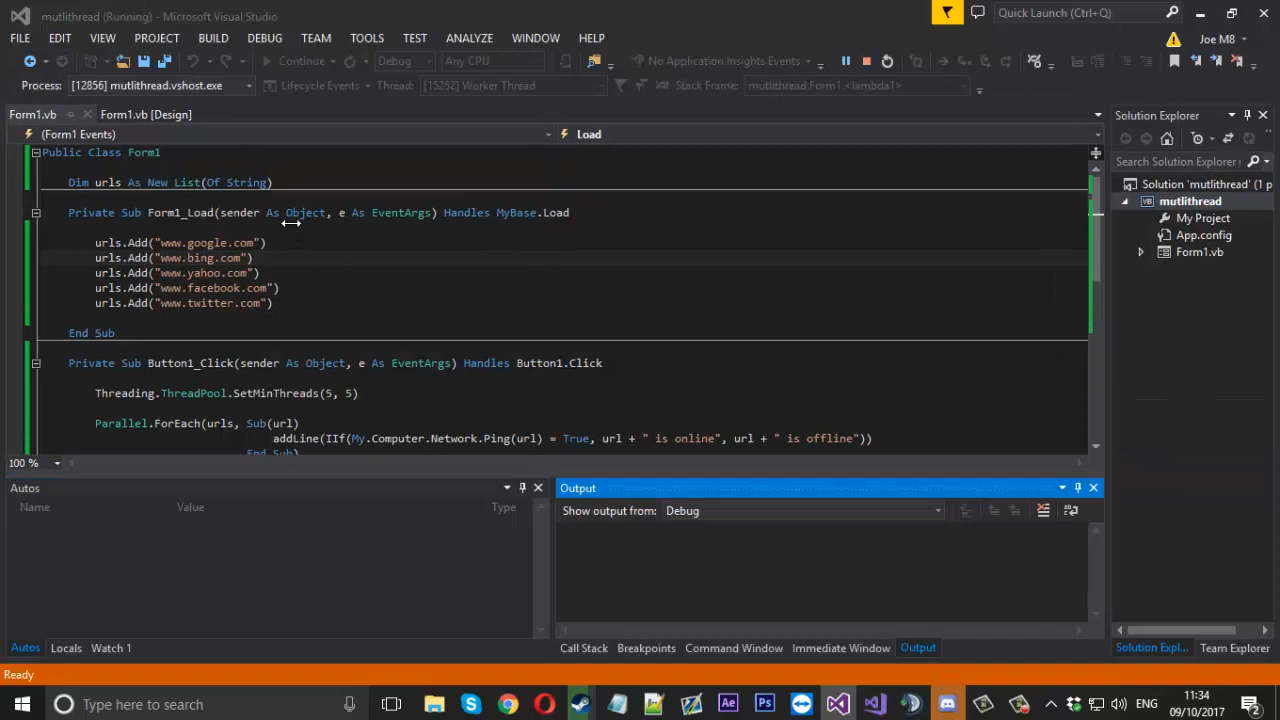 mutlithread (Running) - Microsoft Visual Studio
Quick Launch (Ctrl+Q)
FILE EDIT VIEW PROJECT BUILD DEBUG TEAM TOOLS TEST ANALYZE WINDOW HELP
Joe M8
Continue Debug Any CPU No Application Insights Events
Process: [12856] mutlithread.vshost.exe Lifecycle Events Thread: [15252] Worker Thread Stack Frame: mutlithread.Form1.<lambda1>
Form1.vb Form1.vb [Design]
(Form1 Events) Load
Public Class Form1
Dim urls As New List(Of String)
Private Sub Form1_Load(sender As Object, e As EventArgs) Handles MyBase.Load
urls.Add("www.google.com")
urls.Add("www.bing.com")
urls.Add("www.yahoo.com")
urls.Add("www.facebook.com")
urls.Add("www.twitter.com")
End Sub
Private Sub Button1_Click(sender As Object, e As EventArgs) Handles Button1.Click
Threading.ThreadPool.SetMinThreads(5, 5)
Parallel.ForEach(urls, Sub(url)
addLine(IIf(My.Computer.Network.Ping(url) = True, url + " is online", url + " is offline"))
End Sub)
100 %
Solution Explorer
Search Solution Explorer
Solution 'mutlithread' (1 p
mutlithread
My Project
App.config
Form1.vb
Autos
Name Value Type
Output
Show output from: Debug
Autos Locals Watch 1
Call Stack Breakpoints Command Window Immediate Window Output
Solution Expl... Team Explorer
Ready
Type here to search
Ae Ps
ENG
11:34
09/10/2017
2